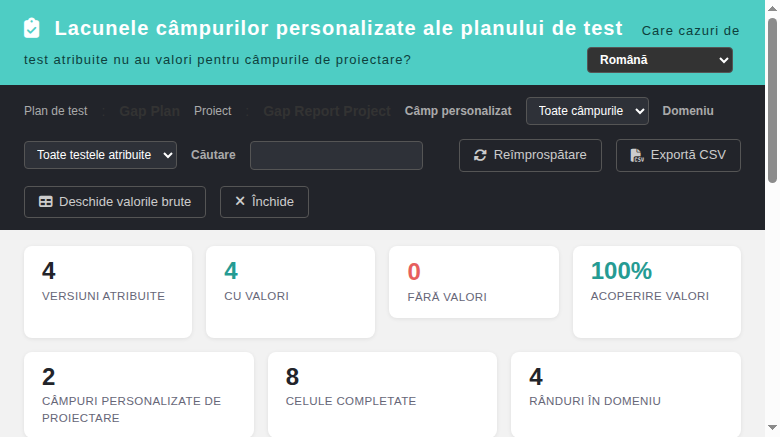 Lacunele câmpurilor personalizate ale planului de test Care cazuri de
test atribuite nu au valori pentru câmpurile de proiectare? Română
Plan de test : Gap Plan Proiect : Gap Report Project Câmp personalizat Toate câmpurile Domeniu
Toate testele atribuite Căutare Reîmprospătare Exportă CSV
Deschide valorile brute Închide
4 4 0 100%
VERSIUNI ATRIBUITE CU VALORI FĂRĂ VALORI ACOPERIRE VALORI
2 8 4
CÂMPURI PERSONALIZATE DE CELULE COMPLETATE RÂNDURI ÎN DOMENIU
PROIECTARE